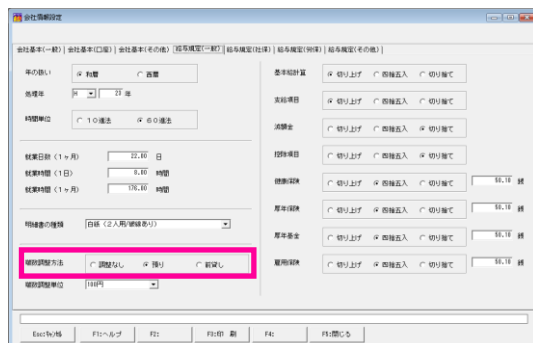 会社情報設定
会社基本(一般) 会社基本(口座) 会社基本(その他) 給与規定(一般) 給与規定(社保) 給与規定(労保) 給与規定(その他)
年の扱い 和暦 西暦
処理年 H 23 年
時間単位 10進法 60進法
就業日数(1ヶ月) 22.00 日
就業時間(1日) 8.00 時間
就業時間(1ヶ月) 176.00 時間
明細書の種類 白紙(2人用/罫線あり)
端数調整方法 調整なし 残り 前貸し
端数調整単位 100円
基本給計算 切り上げ 四捨五入 切り捨て
支給項目 切り上げ 四捨五入 切り捨て
減額金 切り上げ 四捨五入 切り捨て
控除項目 切り上げ 四捨五入 切り捨て
健康保険 切り上げ 四捨五入 切り捨て 50.10 銭
厚年保険 切り上げ 四捨五入 切り捨て 50.10 銭
厚年基金 切り上げ 四捨五入 切り捨て 50.10 銭
雇用保険 切り上げ 四捨五入 切り捨て 50.10 銭
Esc:ｷｬﾝｾﾙ F1:ヘルプ F2: F3:印刷 F4: F5:閉じる